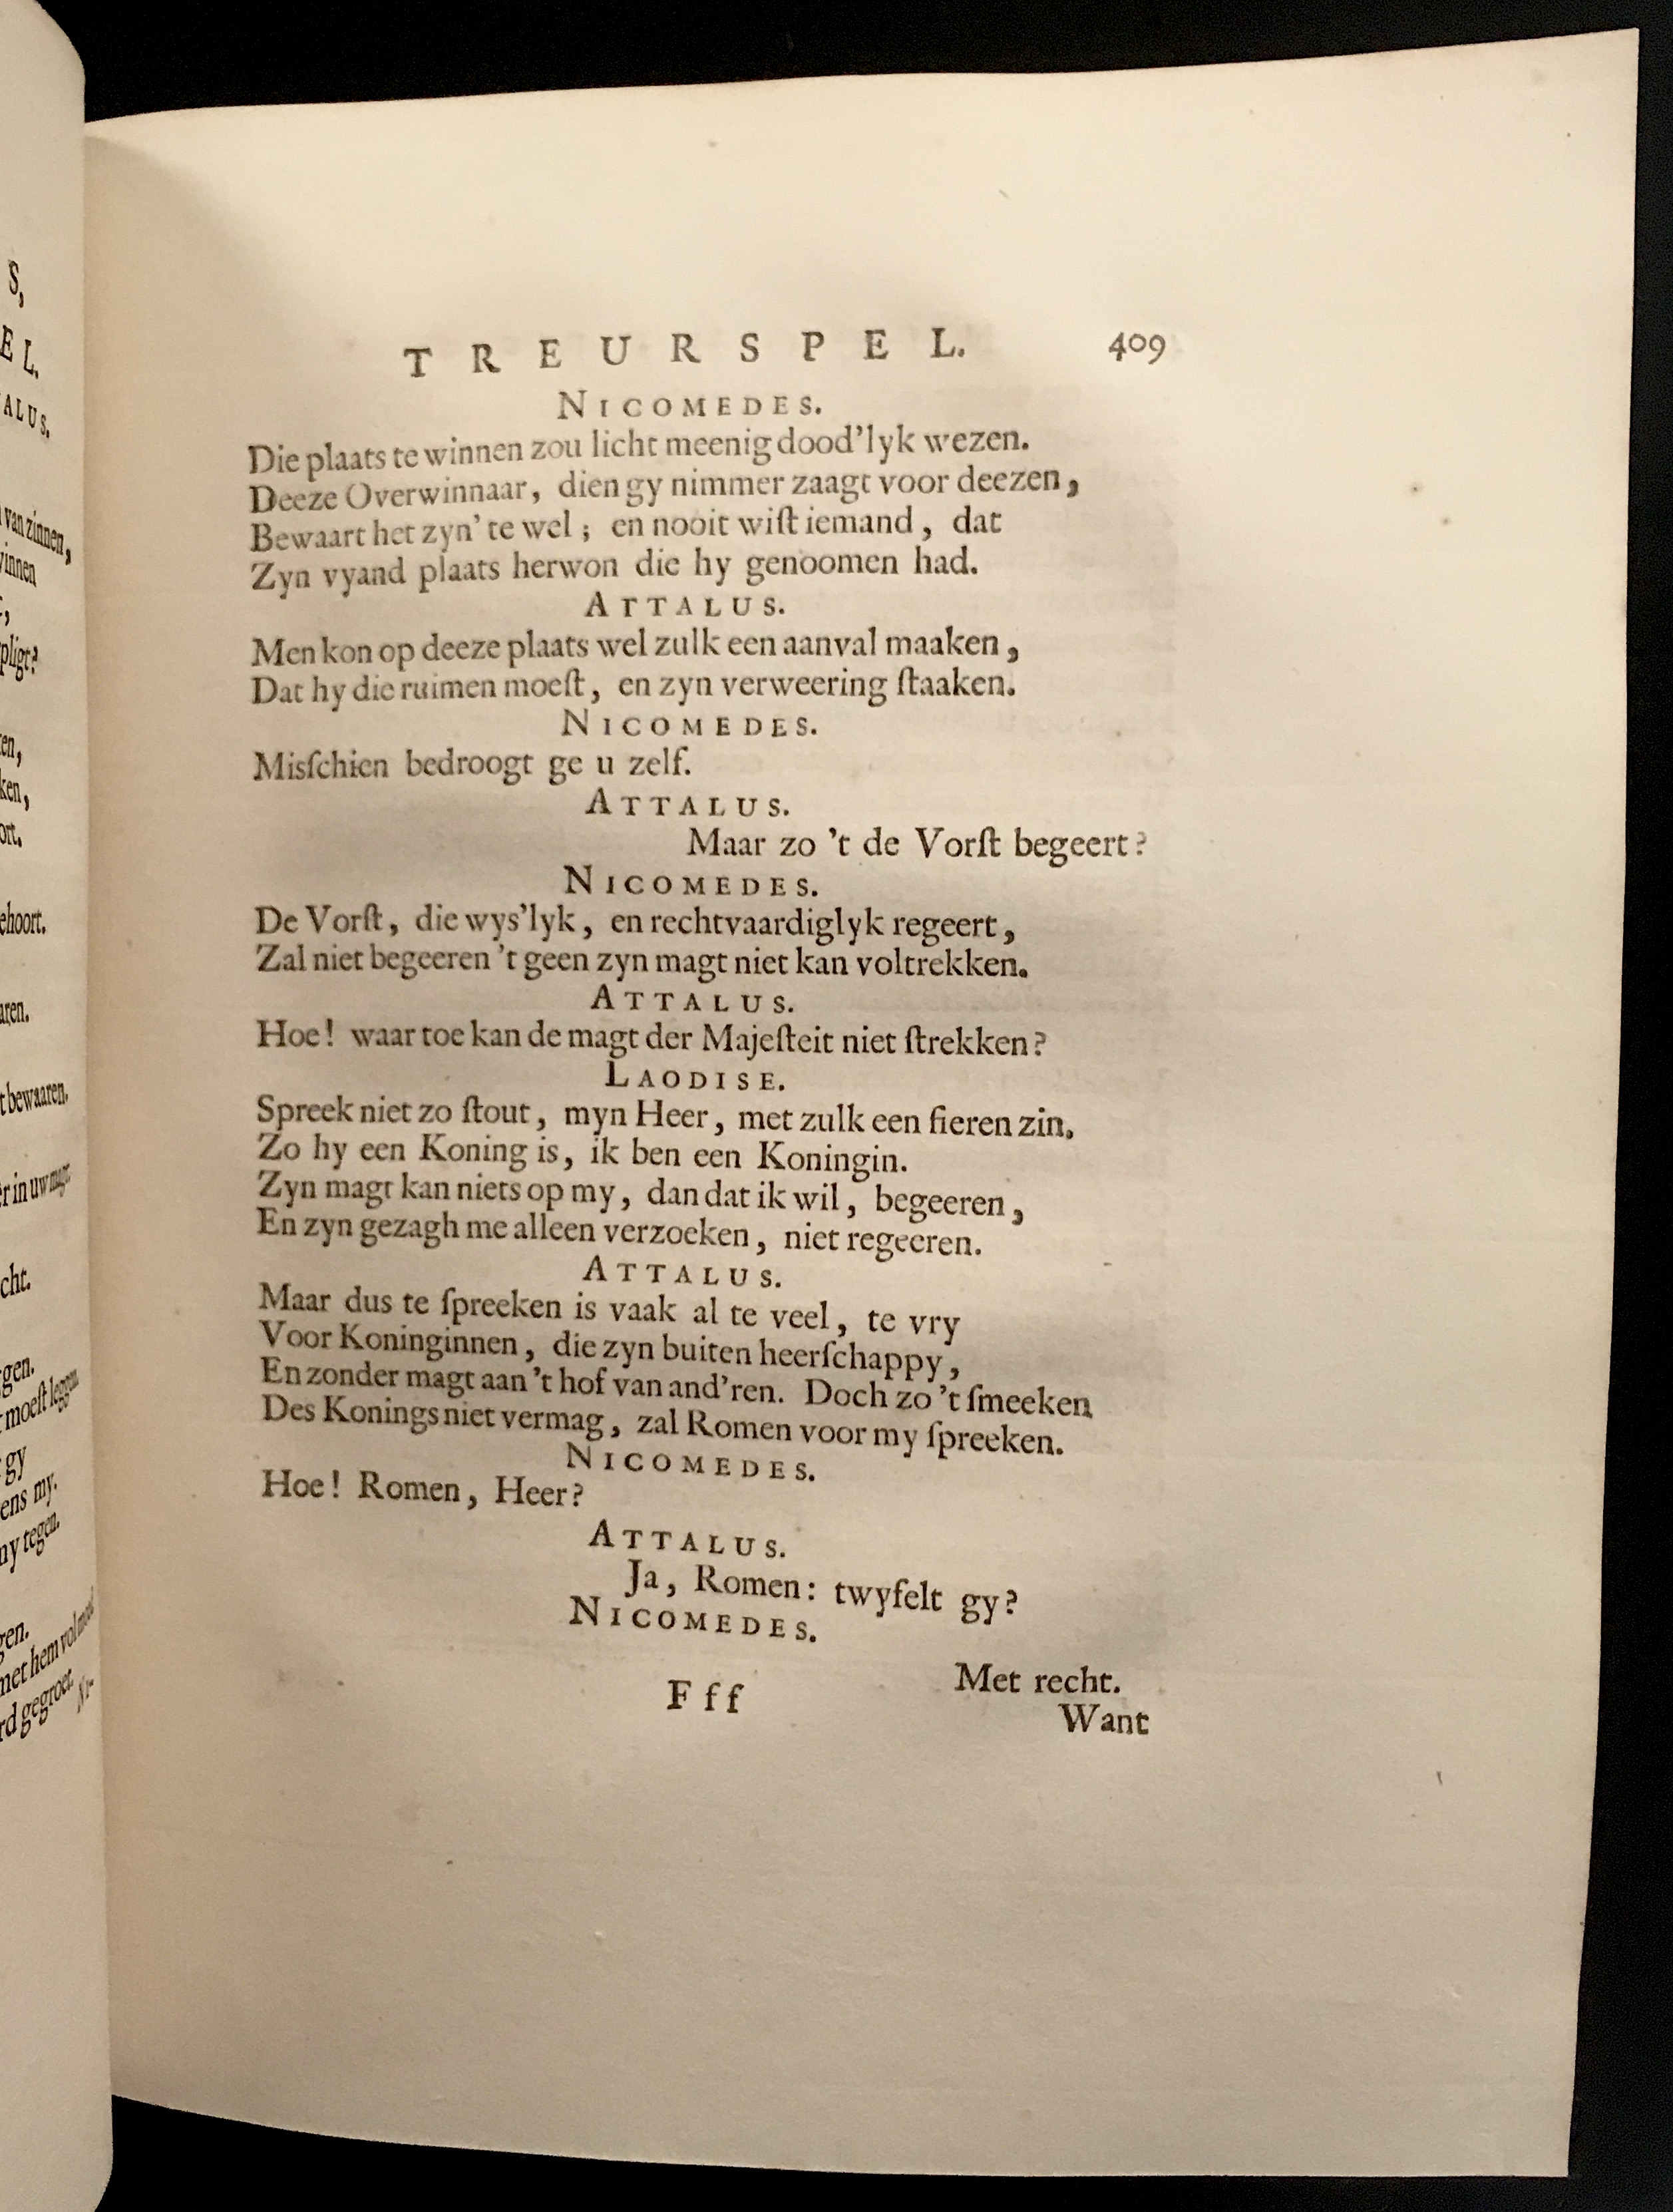 TREURSPEL. 409
NICOMEDES.
Die plaats te winnen zou licht meenig dood'lyk wezen.
Deeze Overwinnaar, dien gy nimmer zaagt voor deezen,
Bewaart het zyn' te wel; en nooit wiſt iemand, dat
Zyn vyand plaats herwon die hy genoomen had.
ATTALUS.
Men kon op deeze plaats wel zulk een aanval maaken,
Dat hy die ruimen moeſt, en zyn verweering ſtaaken.
NICOMEDES.
Misſchien bedroogt ge u zelf.
ATTALUS.
Maar zo 't de Vorſt begeert?
NICOMEDES.
De Vorſt, die wys'lyk, en rechtvaardiglyk regeert,
Zal niet begeeren 't geen zyn magt niet kan voltrekken.
ATTALUS.
Hoe! waar toe kan de magt der Majeſteit niet ſtrekken?
LAODISE.
Spreek niet zo ſtout, myn Heer, met zulk een fieren zin.
Zo hy een Koning is, ik ben een Koningin.
Zyn magt kan niets op my, dan dat ik wil, begeeren,
En zyn gezagh me alleen verzoeken, niet regeeren.
ATTALUS.
Maar dus te ſpreeken is vaak al te veel, te vry
Voor Koninginnen, die zyn buiten heerſchappy,
En zonder magt aan 't hof van and'ren. Doch zo 't ſmeeken
Des Konings niet vermag, zal Romen voor my ſpreeken.
NICOMEDES.
Hoe! Romen, Heer?
ATTALUS.
Ja, Romen: twyfelt gy?
NICOMEDES.
Met recht.
Fff
Want